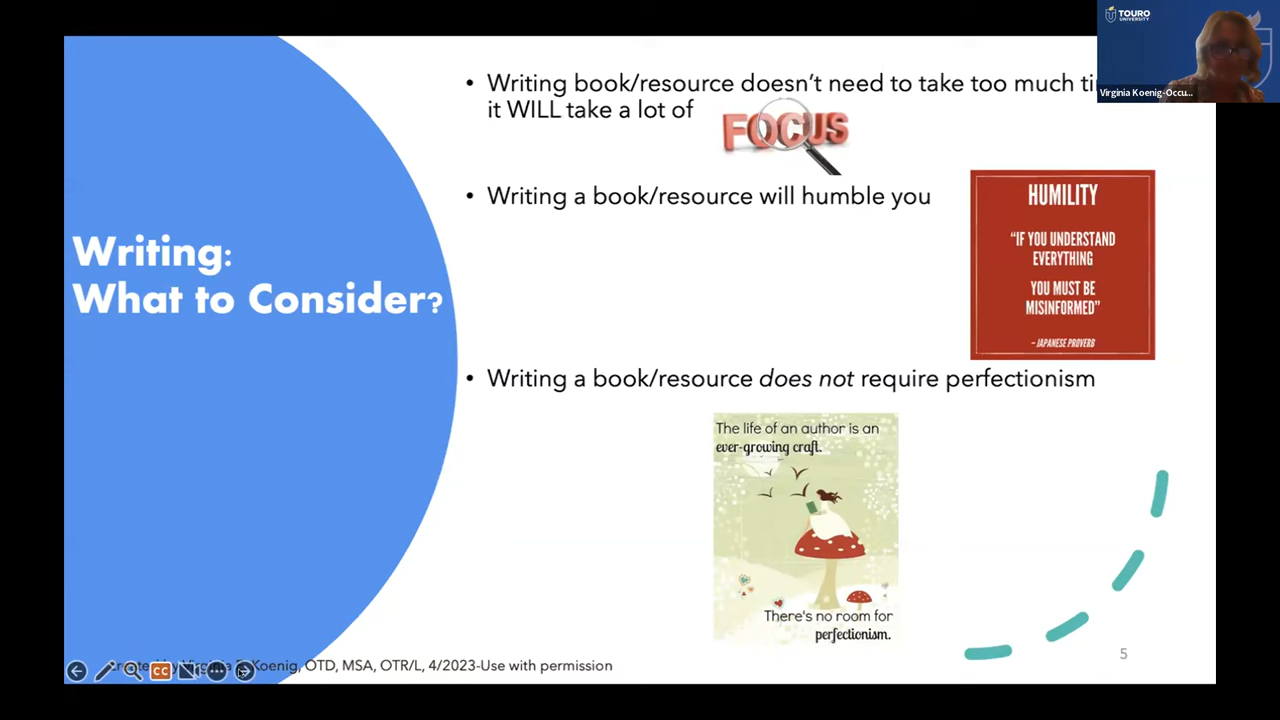 TOURO
UNIVERSITY
Virginia Koenig-Occu...
• Writing book/resource doesn't need to take too much
it WILL take a lot of
FOCUS
• Writing a book/resource will humble you
HUMILITY
“IF YOU UNDERSTAND
EVERYTHING
YOU MUST BE
MISINFORMED”
– JAPANESE PROVERB
Writing:
What to Consider?
• Writing a book/resource does not require perfectionism
The life of an author is an
ever-growing craft.
There's no room for
perfectionism.
CC
Koenig, OTD, MSA, OTR/L, 4/2023-Use with permission
5